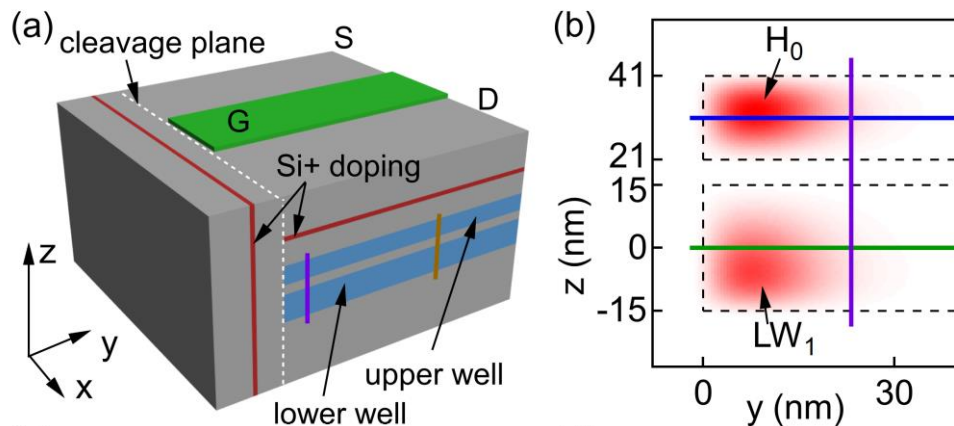 (a)
cleavage plane
S
D
G
Si+ doping
z
y
x
upper well
lower well
(b)
H0
41
21
15
0
-15
z (nm)
LW1
0
30
y (nm)